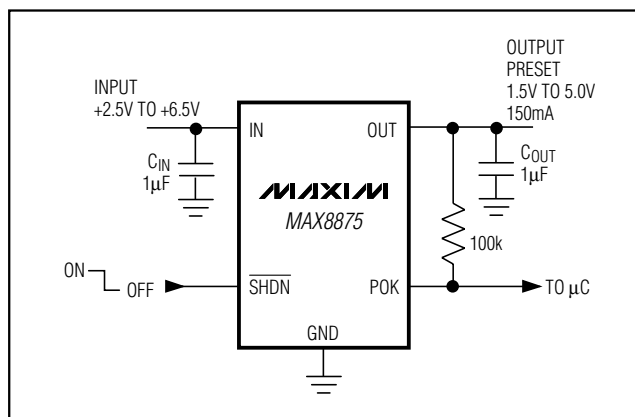 INPUT
+2.5V TO +6.5V
OUTPUT
PRESET
1.5V TO 5.0V
150mA
IN
OUT
CIN
1μF
COUT
1μF
MAXIM
MAX8875
100k
ON
OFF
SHDN
POK
TO μC
GND